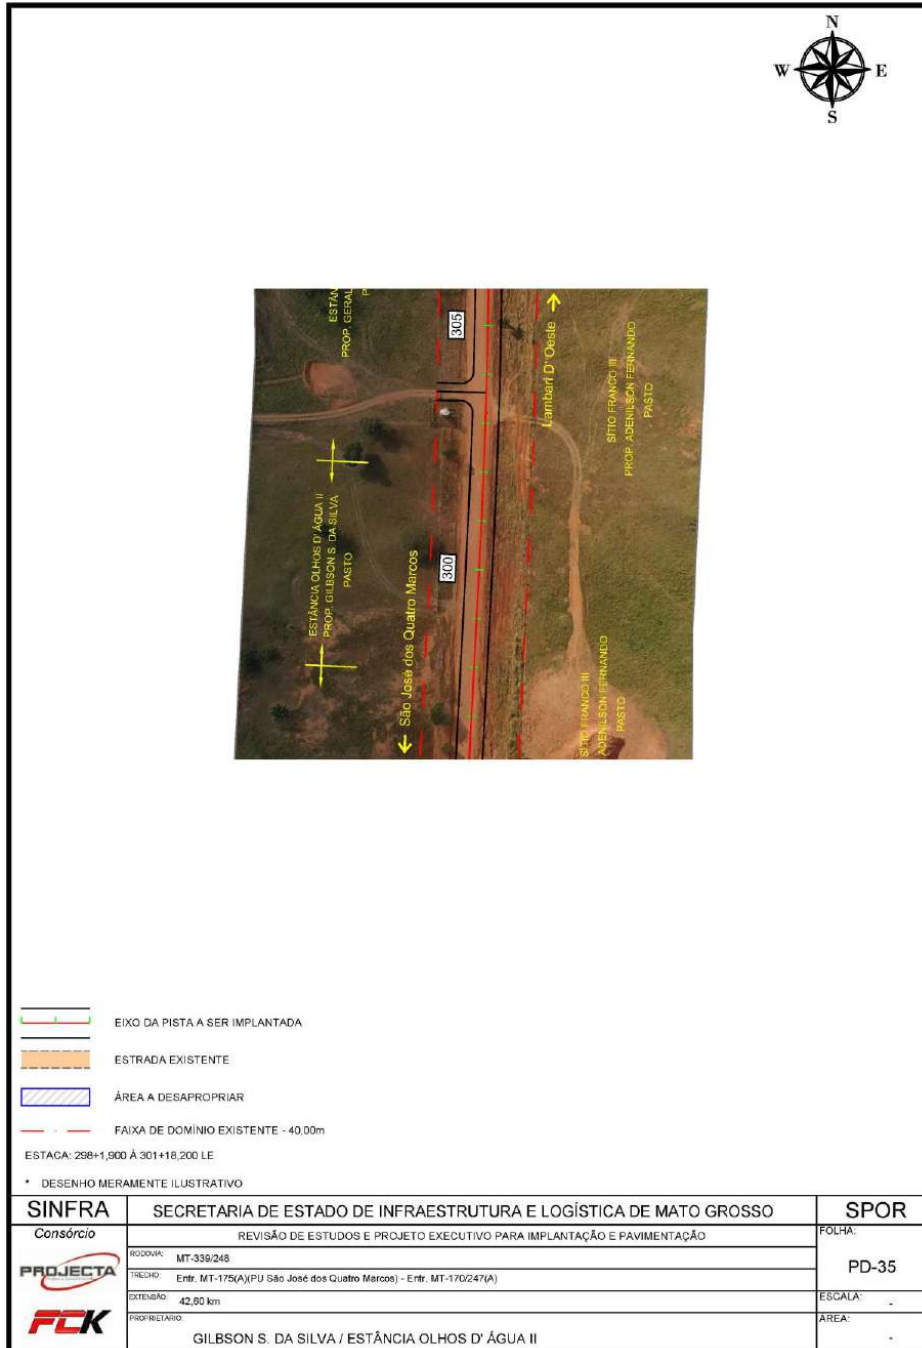 N
W E
S
ESTÂN
PROP. GERAL
P
305
Lambari D' Oeste
SÍTIO FRANCO III
PROP. ADENILSON FERNANDO
PASTO
ESTÂNCIA OLHOS D' ÁGUA II
PROP. GILBSON S. DA SILVA
PASTO
300
São José dos Quatro Marcos
SÍTIO FRANCO III
ADENILSON FERNANDO
PASTO
EIXO DA PISTA A SER IMPLANTADA
ESTRADA EXISTENTE
ÁREA A DESAPROPRIAR
FAIXA DE DOMÍNIO EXISTENTE - 40,00m
ESTACA: 298+1,900 À 301+18,200 LE
* DESENHO MERAMENTE ILUSTRATIVO
SINFRA
SECRETARIA DE ESTADO DE INFRAESTRUTURA E LOGÍSTICA DE MATO GROSSO
SPOR
Consórcio
REVISÃO DE ESTUDOS E PROJETO EXECUTIVO PARA IMPLANTAÇÃO E PAVIMENTAÇÃO
FOLHA:
PD-35
PROJECTA
RODOVIA: MT-339/248
TRECHO: Entr. MT-175(A)(PU São José dos Quatro Marcos) - Entr. MT-170/247(A)
EXTENSÃO: 42,60 km
ESCALA: -
FCK
PROPRIETÁRIO:
GILBSON S. DA SILVA / ESTÂNCIA OLHOS D' ÁGUA II
ÁREA:
-